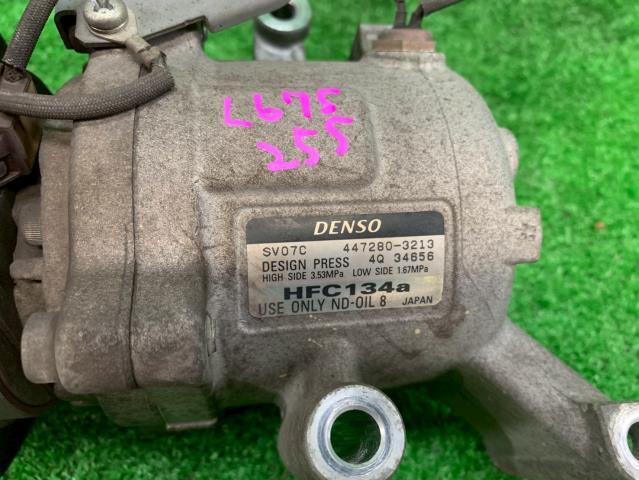 L675
255
DENSO
SV07C 447280-3213
DESIGN PRESS 4Q 34656
HIGH SIDE 3.53MPa LOW SIDE 1.67MPa
HFC134a
USE ONLY ND-OIL 8 JAPAN